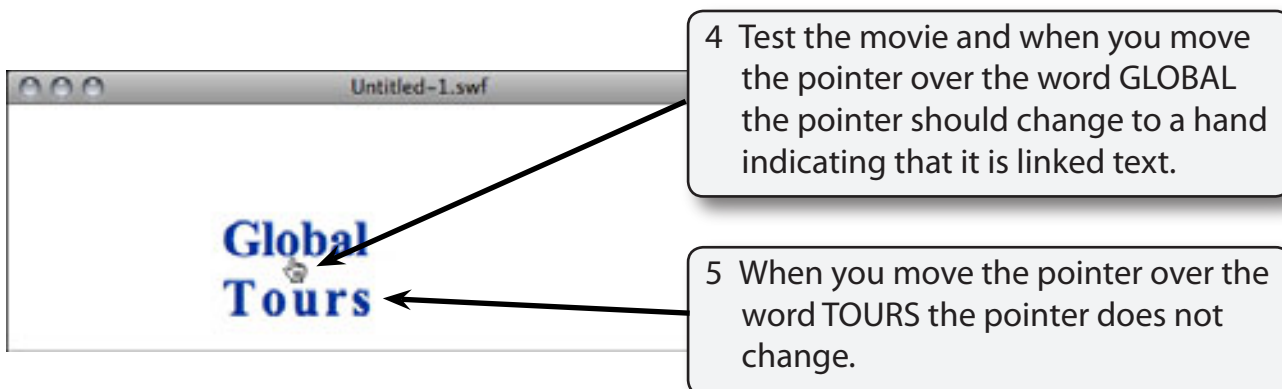 4 Test the movie and when you move
the pointer over the word GLOBAL
the pointer should change to a hand
indicating that it is linked text.
Untitled-1.swf
Global
Tours
5 When you move the pointer over the
word TOURS the pointer does not
change.